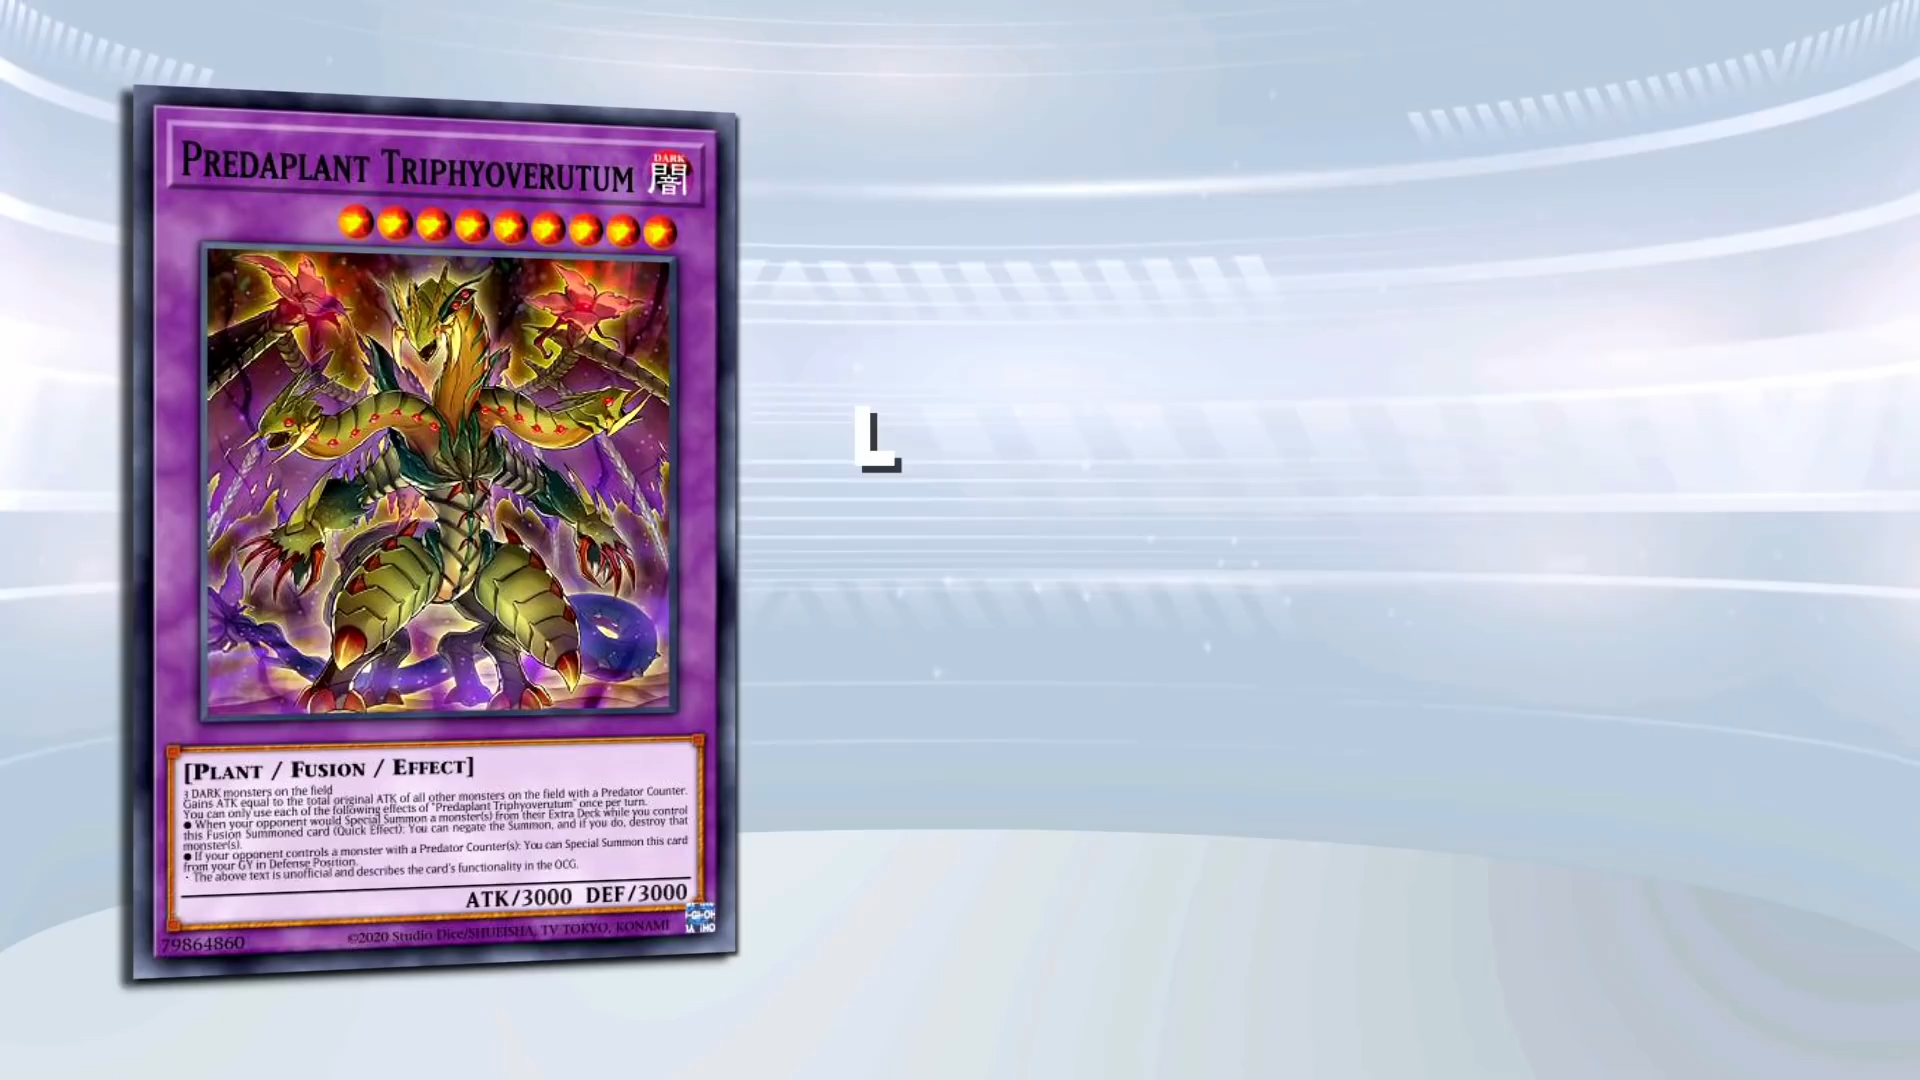 PREDAPLANT TRIPHYOVERUTUM
DARK
闇
L
[PLANT / FUSION / EFFECT]
3 DARK monsters on the field
Gains ATK equal to the total original ATK of all other monsters on the field with a Predator Counter.
You can only use each of the following effects of "Predaplant Triphyoverutum" once per turn.
● When your opponent would Special Summon a monster(s) from their Extra Deck while you control
this Fusion Summoned card (Quick Effect): You can negate the Summon, and if you do, destroy that
monster(s).
● If your opponent controls a monster with a Predator Counter(s): You can Special Summon this card
from your GY in Defense Position.
· The above text is unofficial and describes the card's functionality in the OCG.
ATK/3000 DEF/3000
79864860
©2020 Studio Dice/SHUEISHA, TV TOKYO, KONAMI